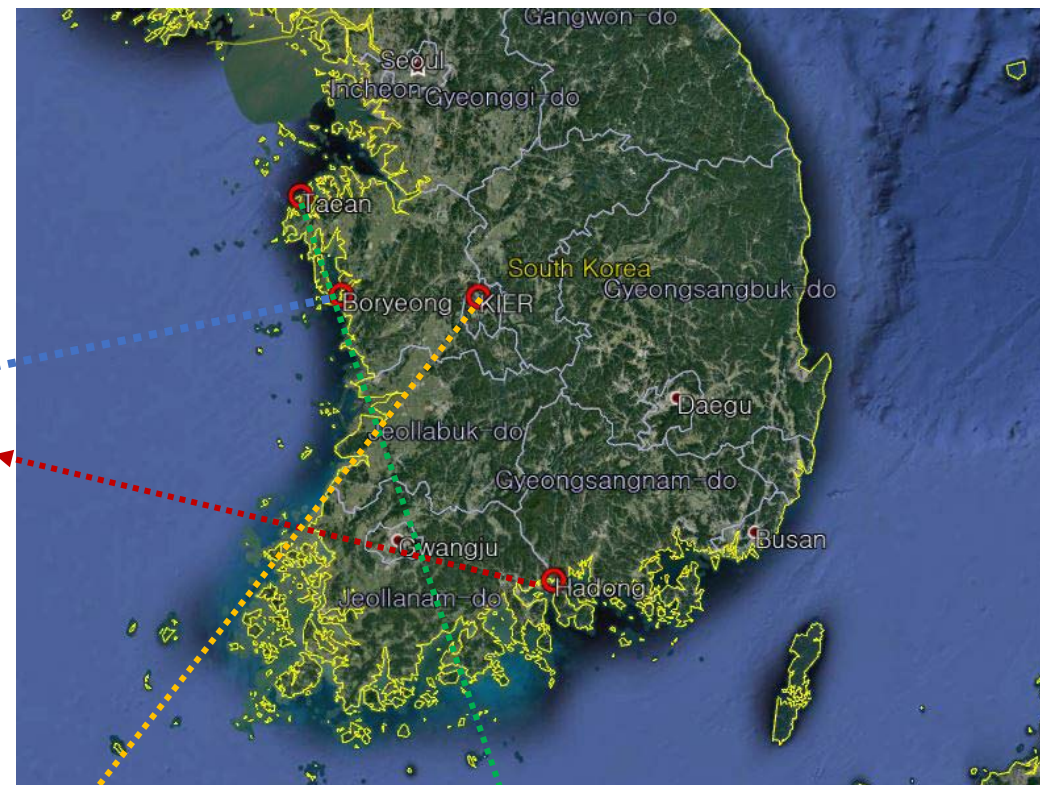 Gangwon-do
Seoul
Incheon
Gyeonggi-do
Taean
South Korea
Gyeongsangbuk-do
Boryeong
KIER
Daegu
Jeollabuk-do
Gyeongsangnam-do
Gwangju
Busan
Hadong
Jeollanam-do